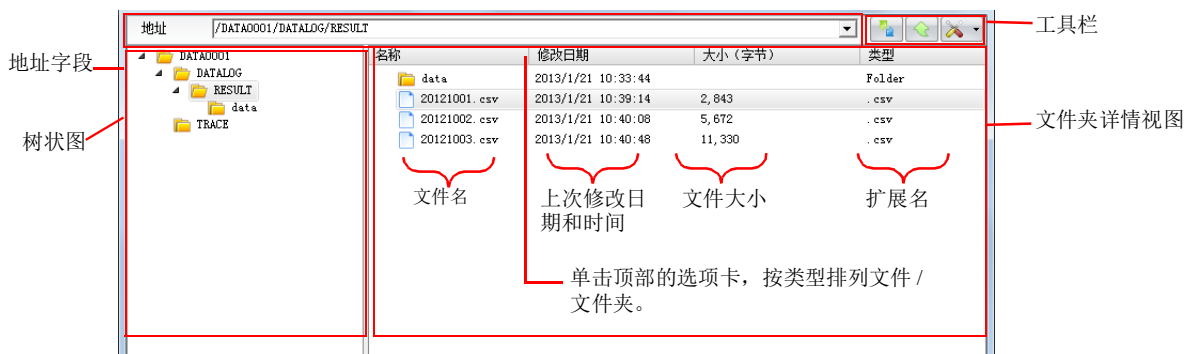 地址 /DATA0001/DATALOG/RESULT
工具栏
地址字段
树状图
DATA0001
DATALOG
RESULT
data
TRACE
名称 修改日期 大小（字节） 类型
data 2013/1/21 10:33:44 Folder
20121001.csv 2013/1/21 10:39:14 2,843 .csv
20121002.csv 2013/1/21 10:40:08 5,672 .csv
20121003.csv 2013/1/21 10:40:48 11,330 .csv
文件夹详情视图
文件名
上次修改日
期和时间
文件大小
扩展名
单击顶部的选项卡，按类型排列文件 /
文件夹。